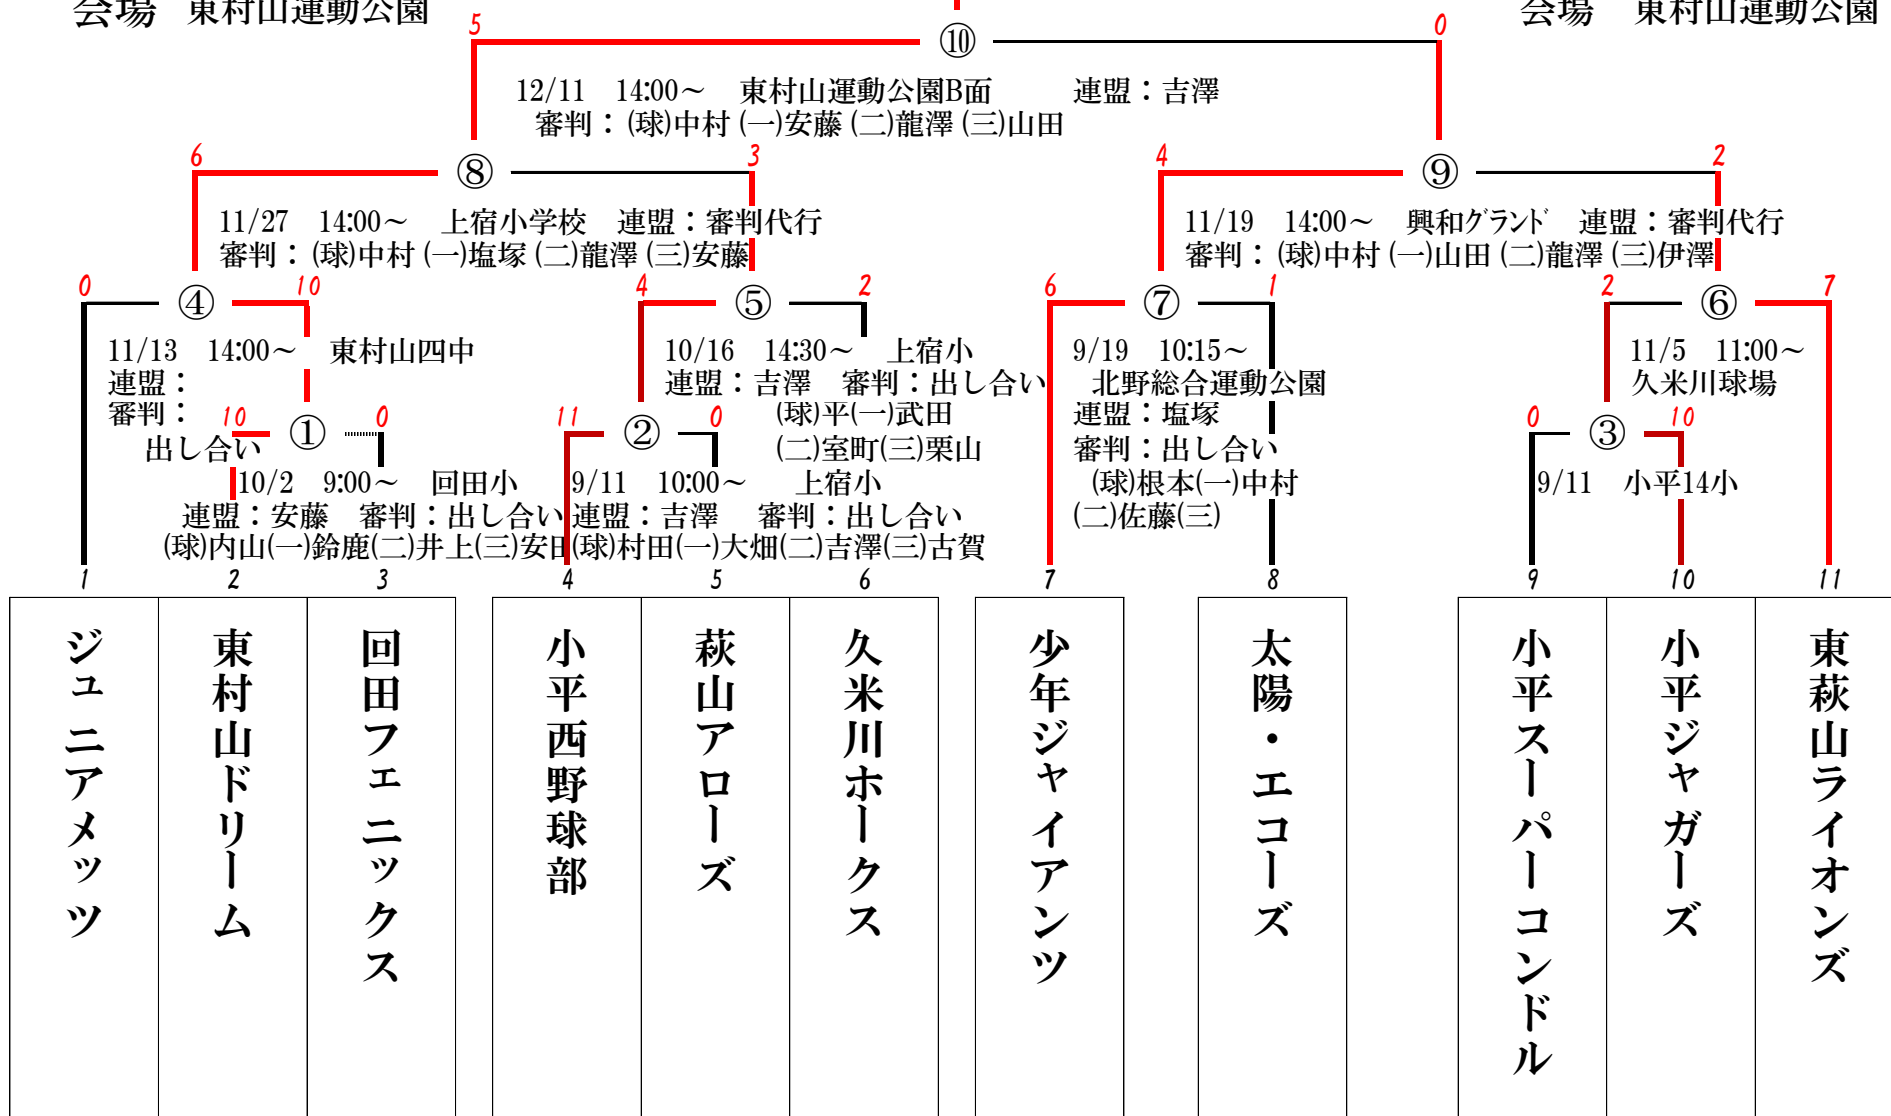 会場 東村山運動公園
会場 東村山運動公園
5 ⑩ 0
12/11 14:00～ 東村山運動公園B面 連盟：吉澤
審判：(球)中村 (一)安藤 (二)龍澤 (三)山田
6 ⑧ 3
4 ⑨ 2
11/27 14:00～ 上宿小学校 連盟：審判代行
審判：(球)中村 (一)塩塚 (二)龍澤 (三)安藤
11/19 14:00～ 興和グランド 連盟：審判代行
審判：(球)中村 (一)山田 (二)龍澤 (三)伊澤
0 ④ 10
4 ⑤ 2
6 ⑦ 1
2 ⑥ 7
11/13 14:00～ 東村山四中
連盟：
審判：
出し合い
10/16 14:30～ 上宿小
連盟：吉澤 審判：出し合い
(球)平(一)武田
(二)室町(三)栗山
9/19 10:15～
北野総合運動公園
連盟：塩塚
審判：出し合い
(球)根本(一)中村
(二)佐藤(三)
11/5 11:00～
久米川球場
10 ① 0
10/2 9:00～ 回田小
連盟：安藤 審判：出し合い
(球)内山(一)鈴鹿(二)井上(三)安田
11 ② 0
9/11 10:00～ 上宿小
連盟：吉澤 審判：出し合い
(球)村田(一)大畑(二)吉澤(三)古賀
0 ③ 10
9/11 小平14小
1 2 3 4 5 6 7 8 9 10 11
ジュニアメッツ
東村山ドリーム
回田フェニックス
小平西野球部
萩山アローズ
久米川ホークス
少年ジャイアンツ
太陽・エコーズ
小平スーパーコンドル
小平ジャガーズ
東萩山ライオンズ